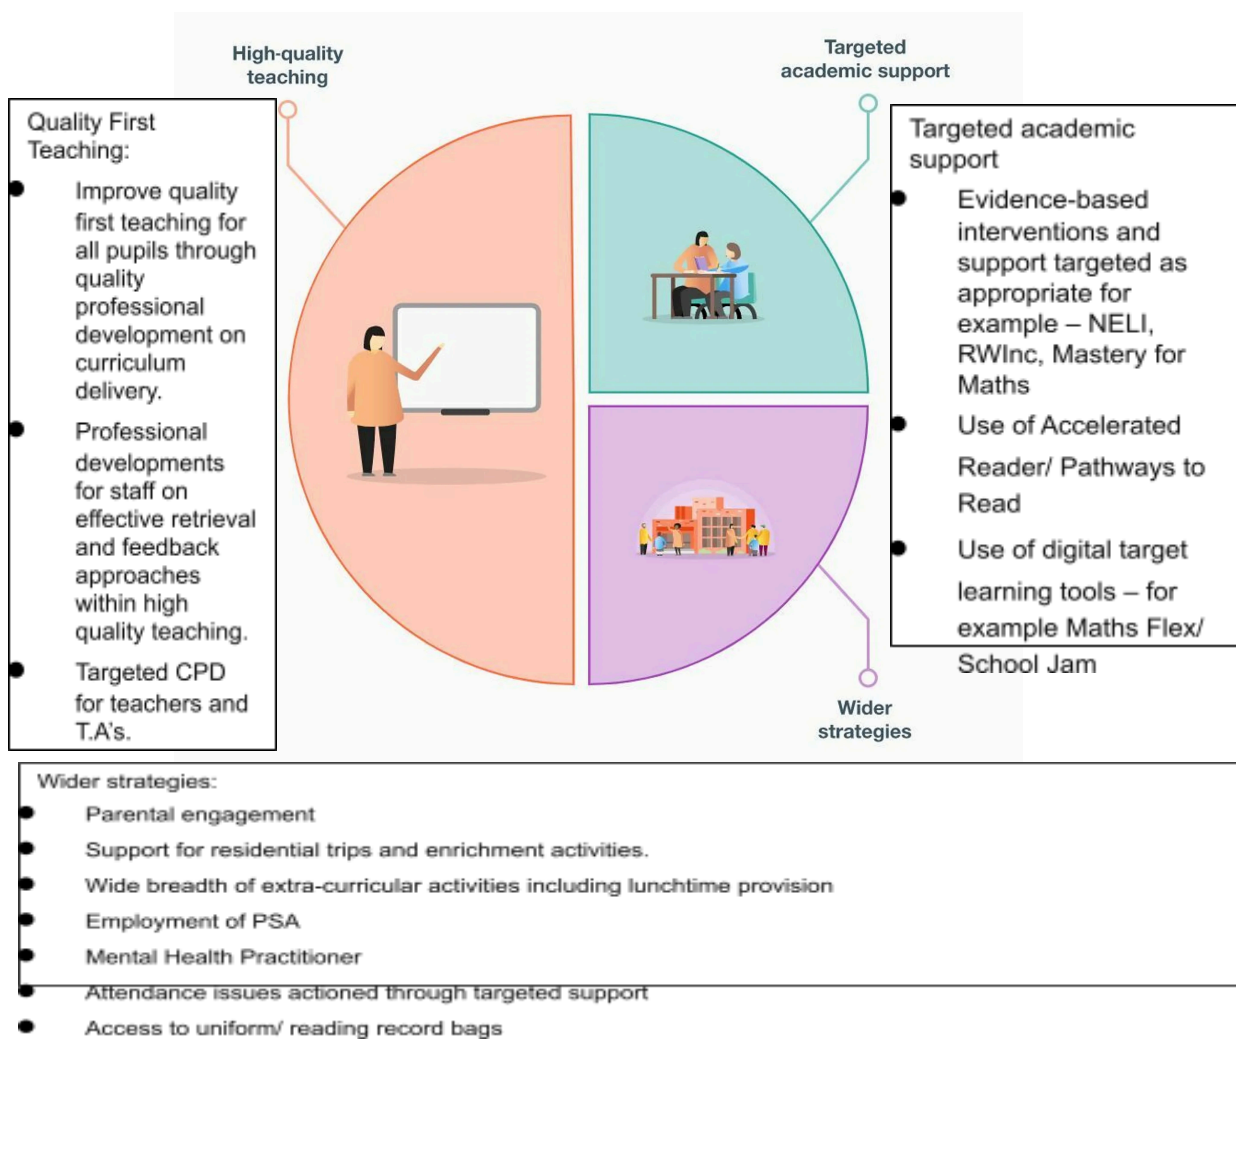 High-quality
teaching
Targeted
academic support
Quality First
Teaching:
● Improve quality
first teaching for
all pupils through
quality
professional
development on
curriculum
delivery.
● Professional
developments
for staff on
effective retrieval
and feedback
approaches
within high
quality teaching.
● Targeted CPD
for teachers and
T.A's.
Targeted academic
support
● Evidence-based
interventions and
support targeted as
appropriate for
example – NELI,
RWInc, Mastery for
Maths
● Use of Accelerated
Reader/ Pathways to
Read
● Use of digital target
learning tools – for
example Maths Flex/
School Jam
Wider
strategies
Wider strategies:
● Parental engagement
● Support for residential trips and enrichment activities.
● Wide breadth of extra-curricular activities including lunchtime provision
● Employment of PSA
● Mental Health Practitioner
● Attendance issues actioned through targeted support
● Access to uniform/ reading record bags